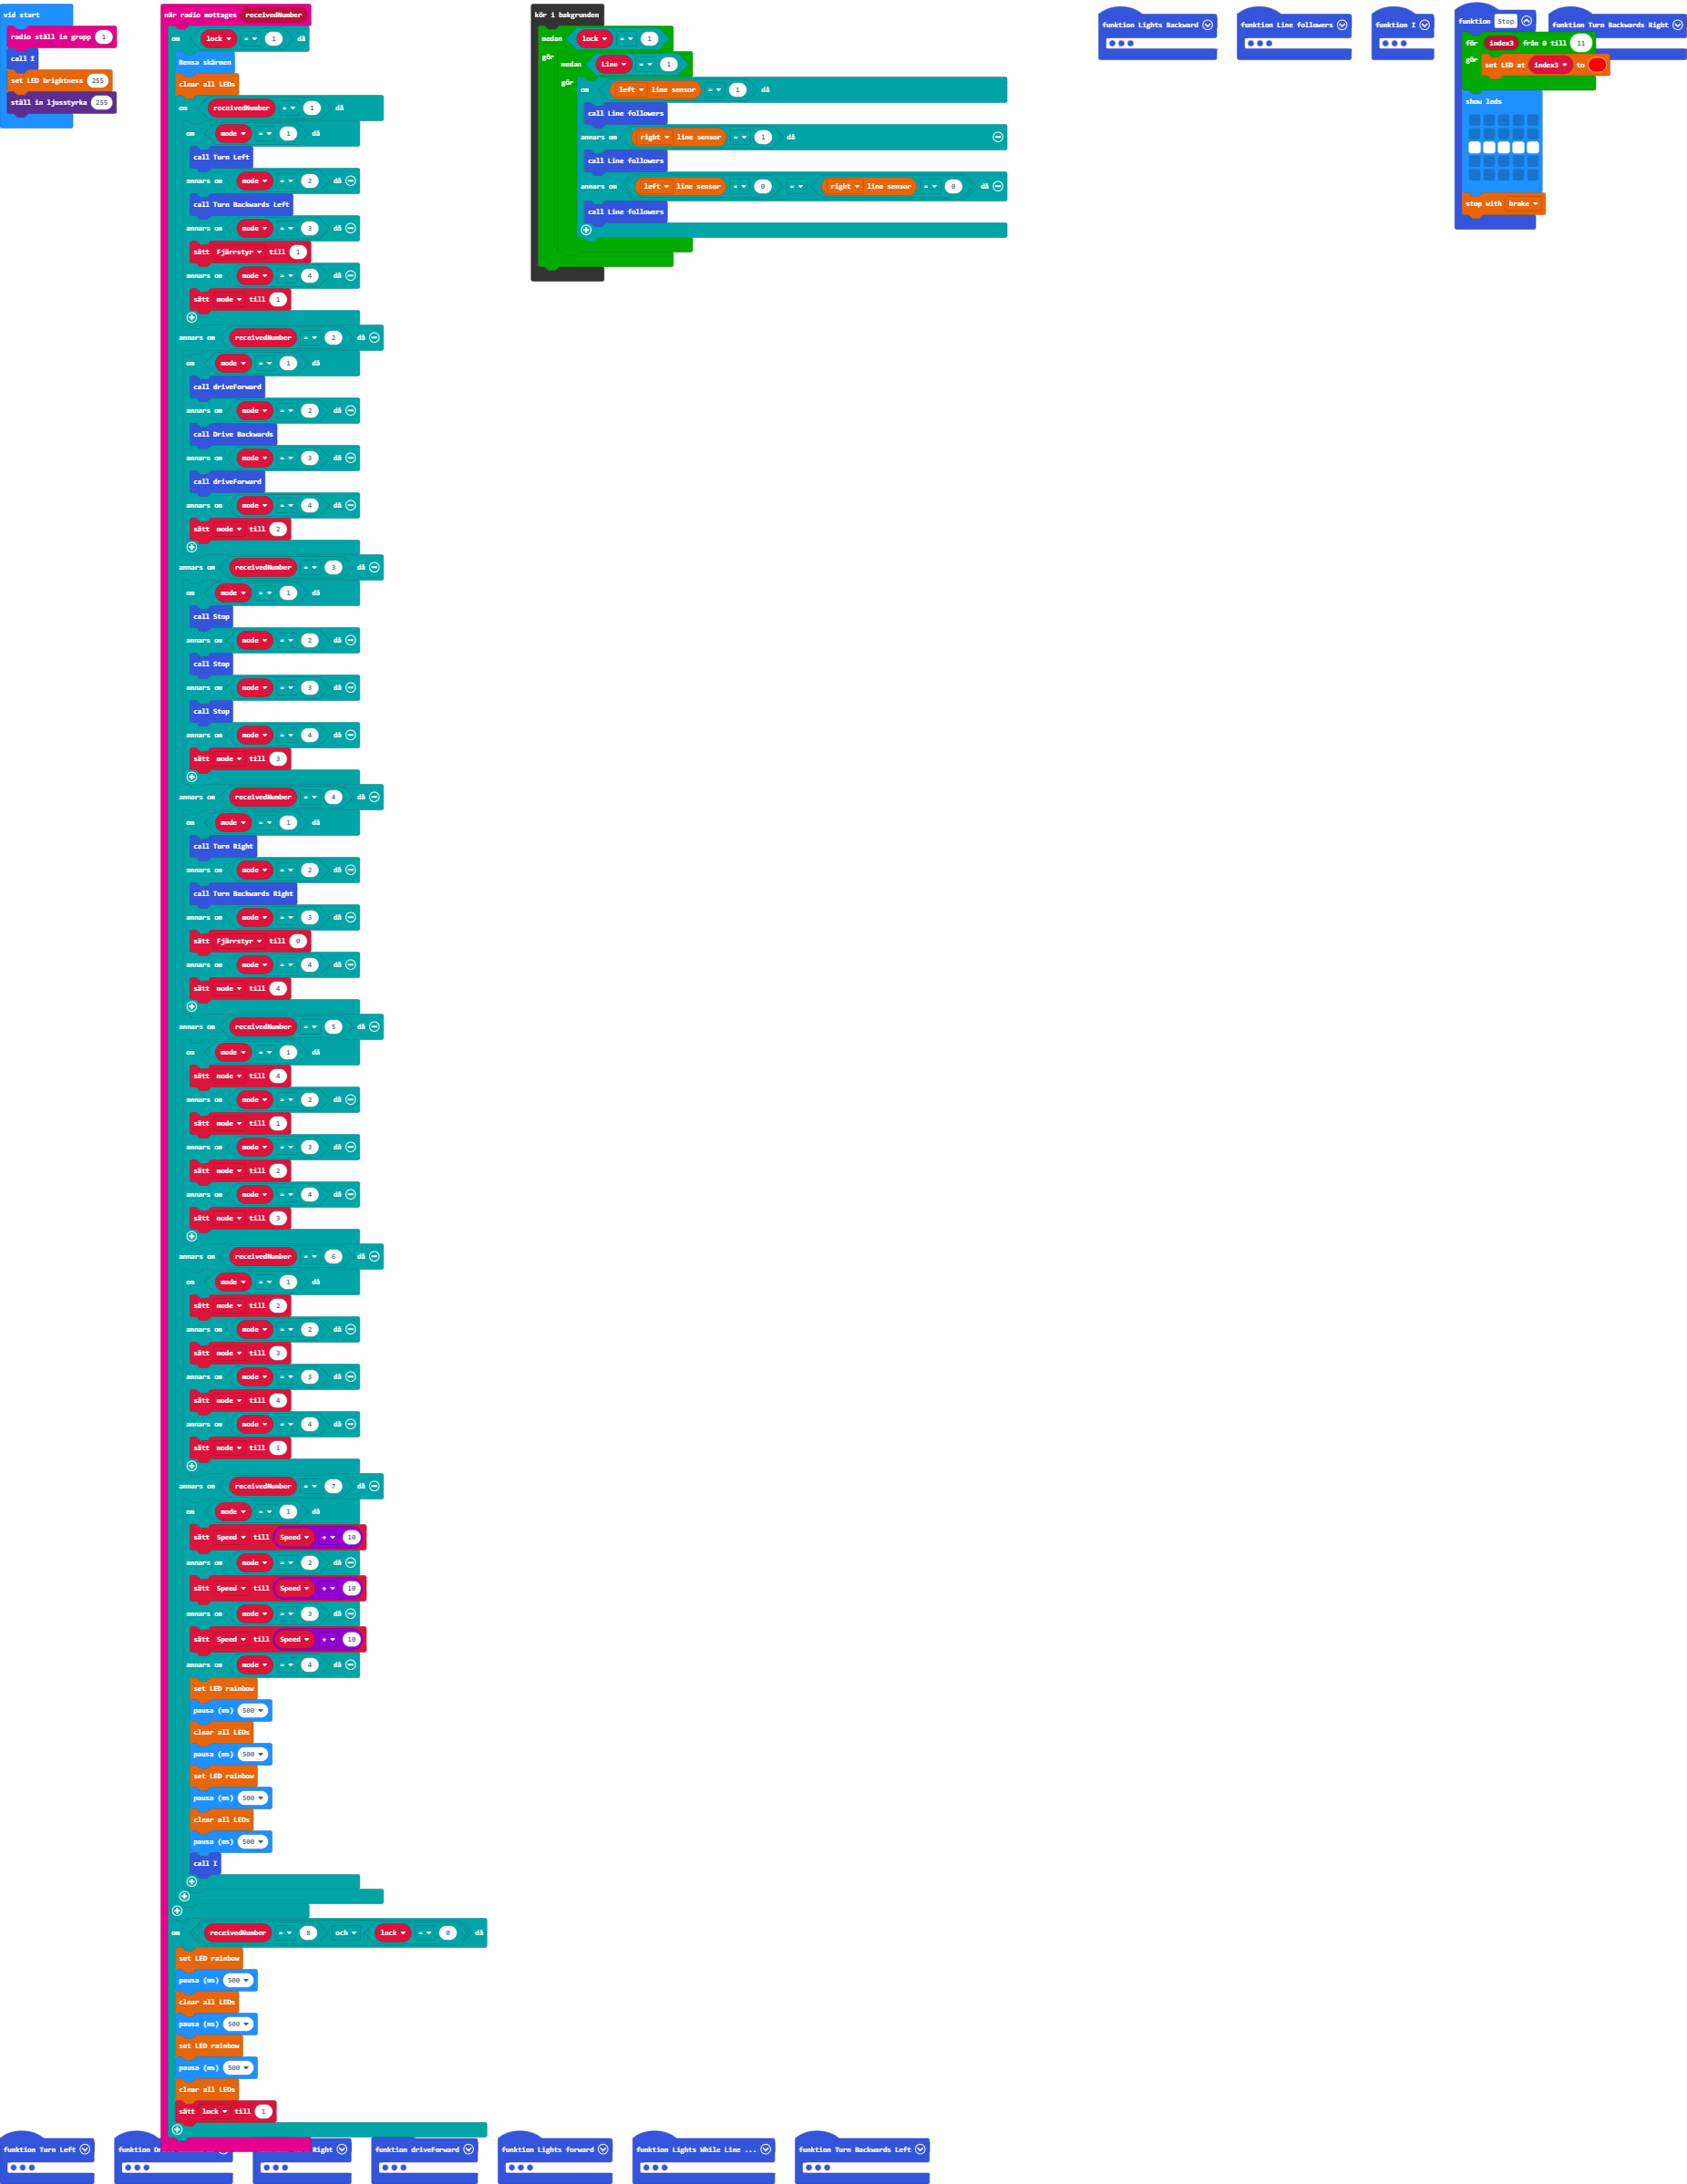 vid start
radio ställ in grupp 1
call I
set LED brightness 255
ställ in ljusstyrka 255
när radio mottages receivedNumber
om lock = 1 då
Rensa skärmen
clear all LEDs
om receivedNumber = 1 då
om mode = 1 då
call Turn Left
annars om mode = 2 då
call Turn Backwards Left
annars om mode = 3 då
sätt Fjärrstyr till 1
annars om mode = 4 då
sätt mode till 1
annars om receivedNumber = 2 då
om mode = 1 då
call driveForward
annars om mode = 2 då
call Drive Backwards
annars om mode = 3 då
call driveForward
annars om mode = 4 då
sätt mode till 2
annars om receivedNumber = 3 då
om mode = 1 då
call Stop
annars om mode = 2 då
call Stop
annars om mode = 3 då
call Stop
annars om mode = 4 då
sätt mode till 3
annars om receivedNumber = 4 då
om mode = 1 då
call Turn Right
annars om mode = 2 då
call Turn Backwards Right
annars om mode = 3 då
sätt Fjärrstyr till 0
annars om mode = 4 då
sätt mode till 4
annars om receivedNumber = 5 då
om mode = 1 då
sätt mode till 4
annars om mode = 2 då
sätt mode till 1
annars om mode = 3 då
sätt mode till 2
annars om mode = 4 då
sätt mode till 3
annars om receivedNumber = 6 då
om mode = 1 då
sätt mode till 2
annars om mode = 2 då
sätt mode till 3
annars om mode = 3 då
sätt mode till 4
annars om mode = 4 då
sätt mode till 1
annars om receivedNumber = 7 då
om mode = 1 då
sätt Speed till Speed + 10
annars om mode = 2 då
sätt Speed till Speed + 10
annars om mode = 3 då
sätt Speed till Speed + 10
annars om mode = 4 då
set LED rainbow
pausa (ms) 500
clear all LEDs
pausa (ms) 500
set LED rainbow
pausa (ms) 500
clear all LEDs
pausa (ms) 500
call I
om receivedNumber = 8 och lock = 0 då
set LED rainbow
pausa (ms) 500
clear all LEDs
pausa (ms) 500
set LED rainbow
pausa (ms) 500
clear all LEDs
sätt lock till 1
kör i bakgrunden
medan lock = 1
gör medan Line = 1
gör om left line sensor = 1 då
call Line followers
annars om right line sensor = 1 då
call Line followers
annars om left line sensor = 0 = right line sensor = 0 då
call Line followers
funktion Lights Backward
funktion Line followers
funktion I
funktion Stop
för index3 från 0 till 11
gör set LED at index3 to
show leds
stop with brake
funktion Turn Backwards Right
funktion Turn Left
funktion
Right
funktion driveForward
funktion Lights forward
funktion Lights While Line ...
funktion Turn Backwards Left